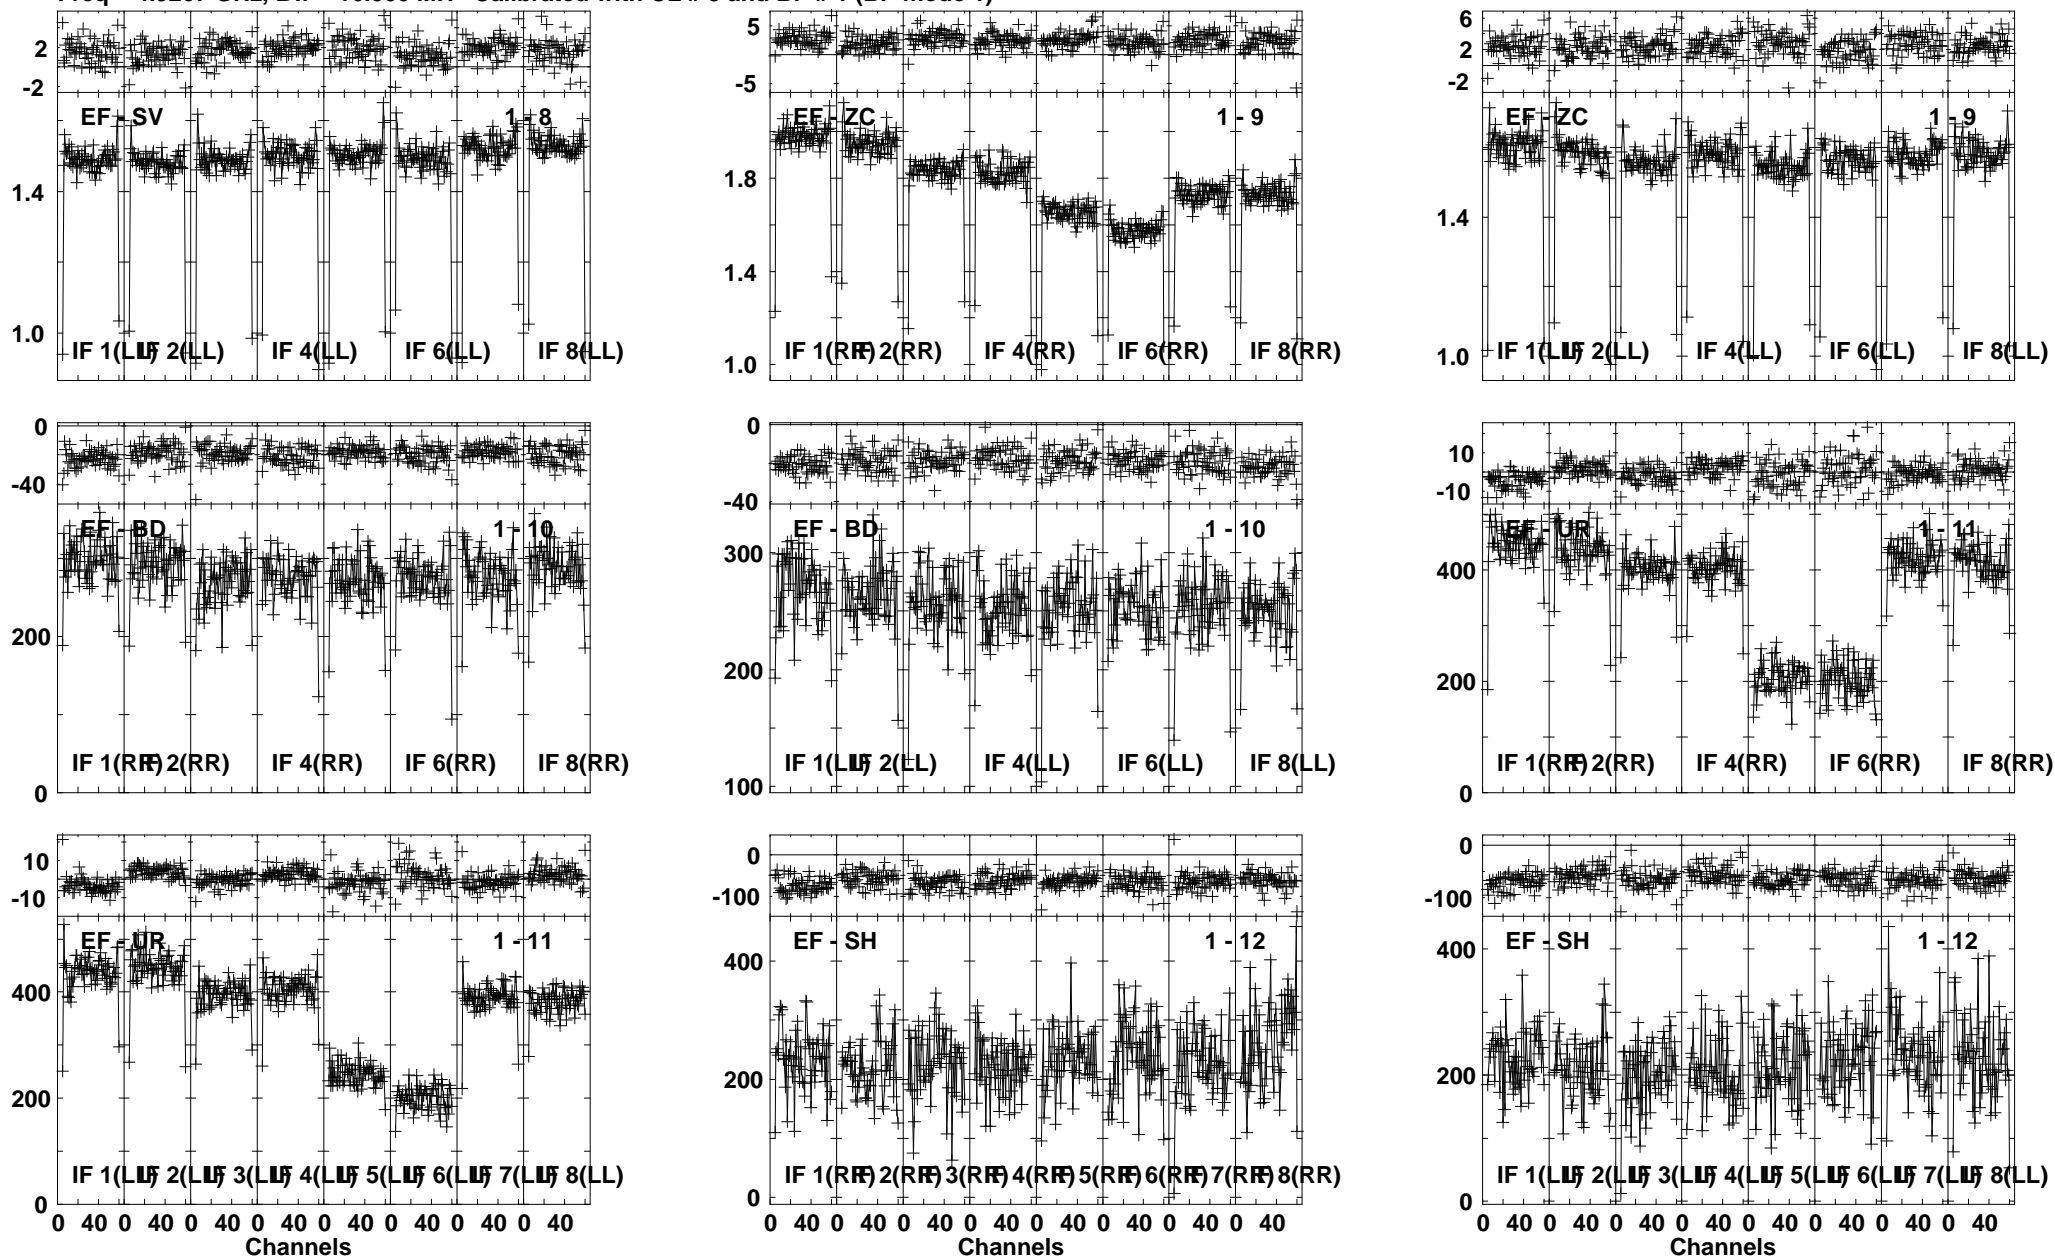 2
-2
EF - SV
1 - 8
1.4
1.0
IF 1(LL) IF 2(LL) IF 4(LL) IF 6(LL) IF 8(LL)
5
-5
EF - ZC
1 - 9
1.8
1.4
1.0
IF 1(RR) IF 2(RR) IF 4(RR) IF 6(RR) IF 8(RR)
6
2
-2
EF - ZC
1 - 9
1.4
1.0
IF 1(LL) IF 2(LL) IF 4(LL) IF 6(LL) IF 8(LL)
0
-40
EF - BD
1 - 10
200
0
IF 1(RR) IF 2(RR) IF 4(RR) IF 6(RR) IF 8(RR)
0
-40
EF - BD
1 - 10
300
200
100
IF 1(LL) IF 2(LL) IF 4(LL) IF 6(LL) IF 8(LL)
10
-10
EF - UR
1 - 11
400
200
0
IF 1(RR) IF 2(RR) IF 4(RR) IF 6(RR) IF 8(RR)
10
-10
EF - UR
1 - 11
400
200
0
IF 1(LL) IF 2(LL) IF 3(LL) IF 4(LL) IF 5(LL) IF 6(LL) IF 7(LL) IF 8(LL)
0 40 0 40 0 40 0 40 0 40 0 40 0 40 0 40
Channels
0
-100
EF - SH
1 - 12
400
200
0
IF 1(RR) IF 2(RR) IF 3(RR) IF 4(RR) IF 5(RR) IF 6(RR) IF 7(RR) IF 8(RR)
0 40 0 40 0 40 0 40 0 40 0 40 0 40 0 40
Channels
0
-100
EF - SH
1 - 12
400
200
0
IF 1(LL) IF 2(LL) IF 3(LL) IF 4(LL) IF 5(LL) IF 6(LL) IF 7(LL) IF 8(LL)
0 40 0 40 0 40 0 40 0 40 0 40 0 40 0 40
Channels